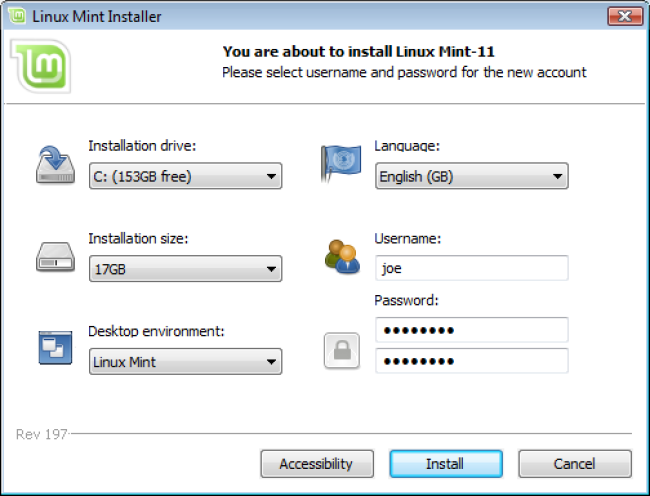 Linux Mint Installer
You are about to install Linux Mint-11
Please select username and password for the new account
Installation drive:
C: (153GB free)
Language:
English (GB)
Installation size:
17GB
Username:
joe
Password:
●●●●●●●●
●●●●●●●●
Desktop environment:
Linux Mint
Rev 197
Accessibility
Install
Cancel